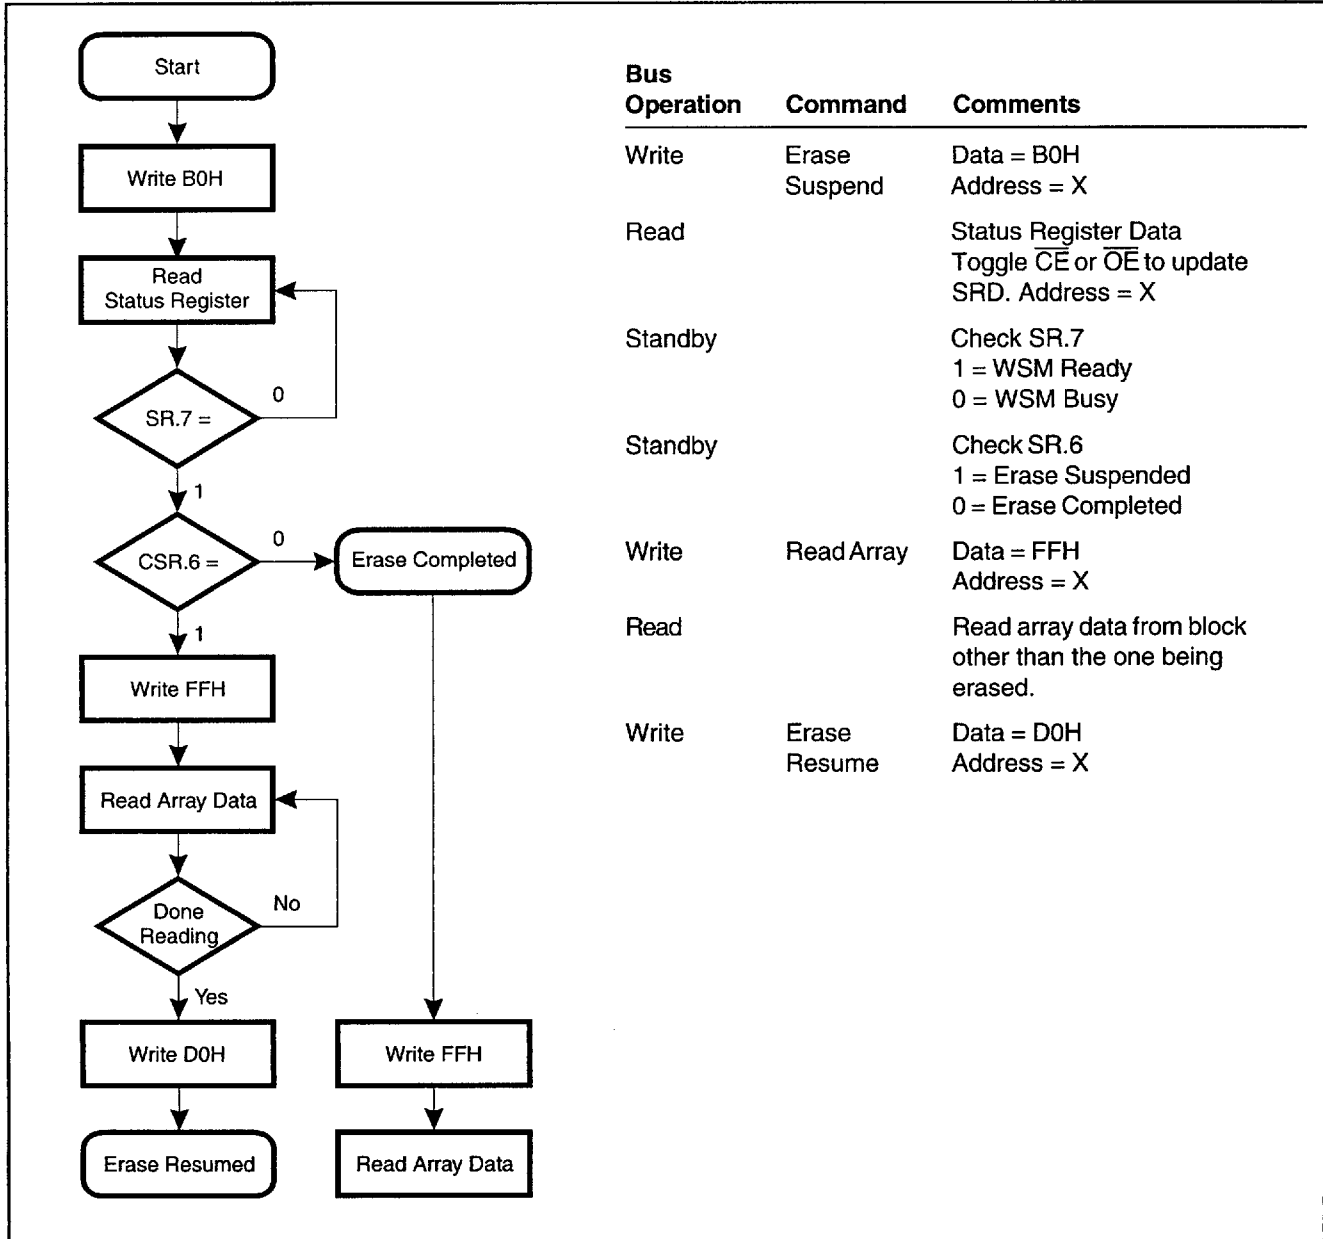 Start
Write B0H
Read
Status Register
0
SR.7 =
1
0
CSR.6 =
Erase Completed
1
Write FFH
Read Array Data
No
Done
Reading
Yes
Write D0H
Write FFH
Erase Resumed
Read Array Data
Bus
Operation Command Comments
Write Erase Data = B0H
Suspend Address = X
Read Status Register Data
Toggle C̅E̅ or O̅E̅ to update
SRD. Address = X
Standby Check SR.7
1 = WSM Ready
0 = WSM Busy
Standby Check SR.6
1 = Erase Suspended
0 = Erase Completed
Write Read Array Data = FFH
Address = X
Read Read array data from block
other than the one being
erased.
Write Erase Data = D0H
Resume Address = X